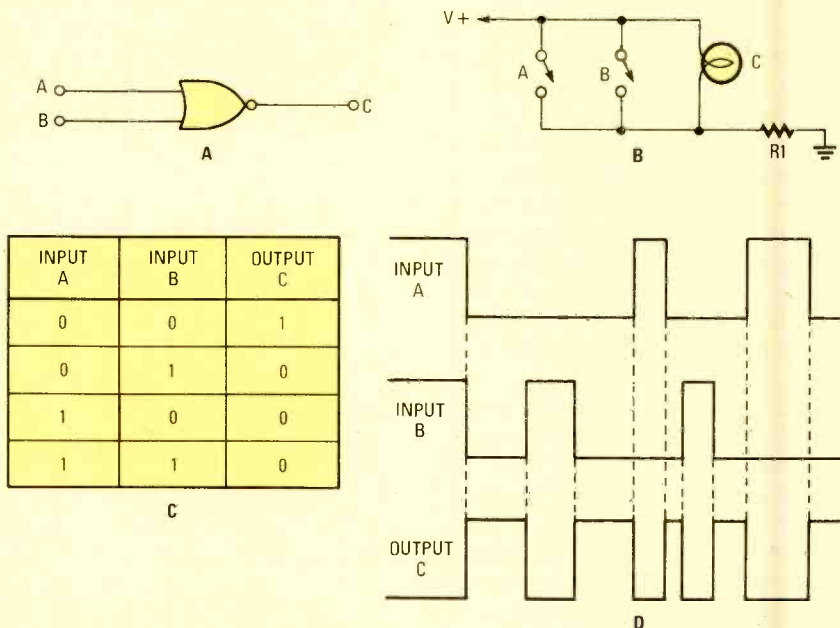 A
B
C
A
V+
A
B
C
R1
B
INPUT A
INPUT B
OUTPUT C
0 0 1
0 1 0
1 0 0
1 1 0
C
INPUT
A
INPUT
B
OUTPUT
C
D